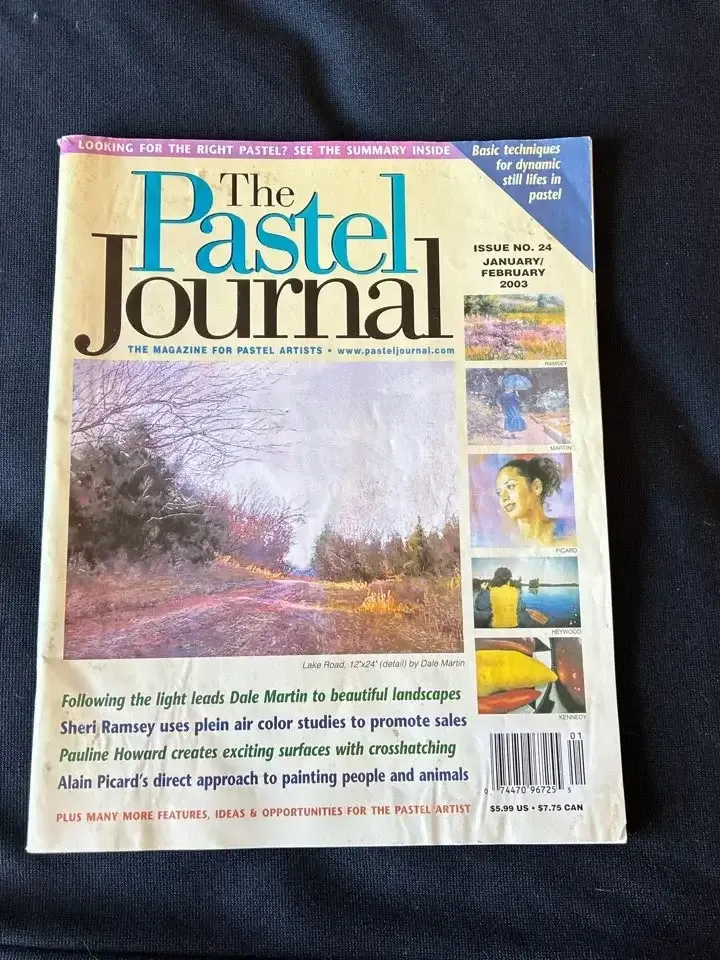 LOOKING FOR THE RIGHT PASTEL? SEE THE SUMMARY INSIDE
Basic techniques
for dynamic
still lifes in
pastel
The
Pastel
Journal
THE MAGAZINE FOR PASTEL ARTISTS • www.pasteljournal.com
ISSUE NO. 24
JANUARY/
FEBRUARY
2003
RAMSEY
MARTIN
PICARD
HEYWOOD
KENNEDY
Lake Road, 12"x24" (detail) by Dale Martin
Following the light leads Dale Martin to beautiful landscapes
Sheri Ramsey uses plein air color studies to promote sales
Pauline Howard creates exciting surfaces with crosshatching
Alain Picard's direct approach to painting people and animals
PLUS MANY MORE FEATURES, IDEAS & OPPORTUNITIES FOR THE PASTEL ARTIST
01
0 74470 96725 5
$5.99 US • $7.75 CAN